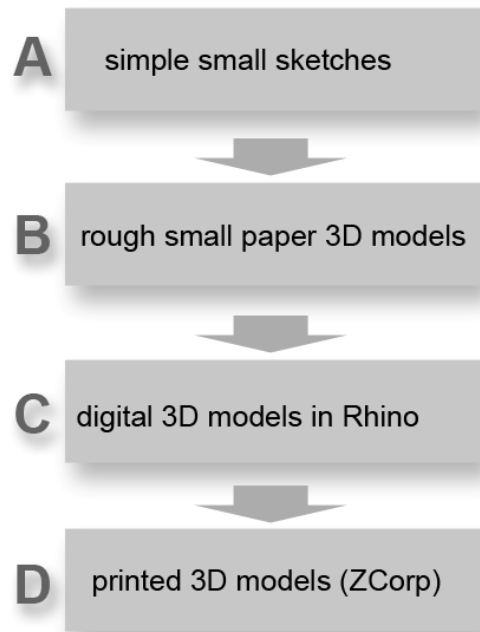 A simple small sketches
B rough small paper 3D models
C digital 3D models in Rhino
D printed 3D models (ZCorp)